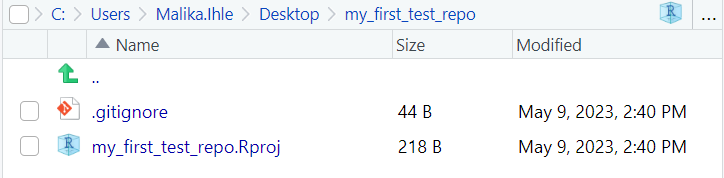 C: Users Malika.Ihle Desktop my_first_test_repo ...
Name Size Modified
..
.gitignore 44 B May 9, 2023, 2:40 PM
my_first_test_repo.Rproj 218 B May 9, 2023, 2:40 PM